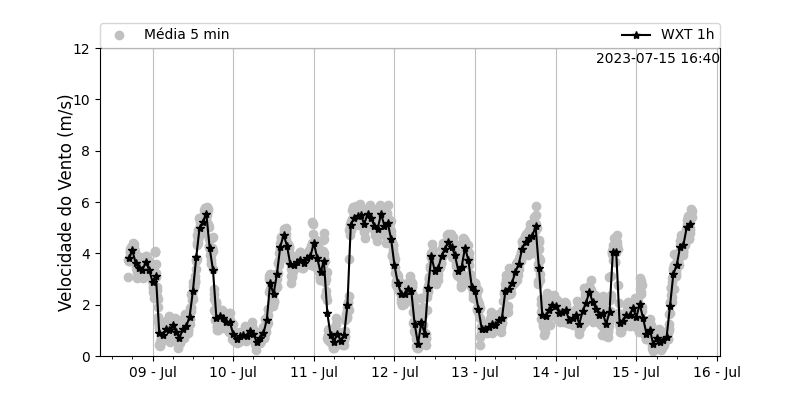 Média 5 min
WXT 1h
2023-07-15 16:40
Velocidade do Vento (m/s)
12
10
8
6
4
2
0
09 - Jul
10 - Jul
11 - Jul
12 - Jul
13 - Jul
14 - Jul
15 - Jul
16 - Jul